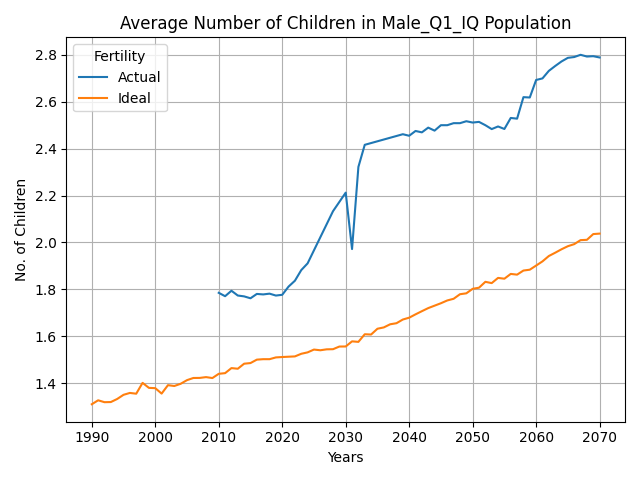 Average Number of Children in Male_Q1_IQ Population
Fertility
Actual
Ideal
No. of Children
2.8
2.6
2.4
2.2
2.0
1.8
1.6
1.4
1990 2000 2010 2020 2030 2040 2050 2060 2070
Years